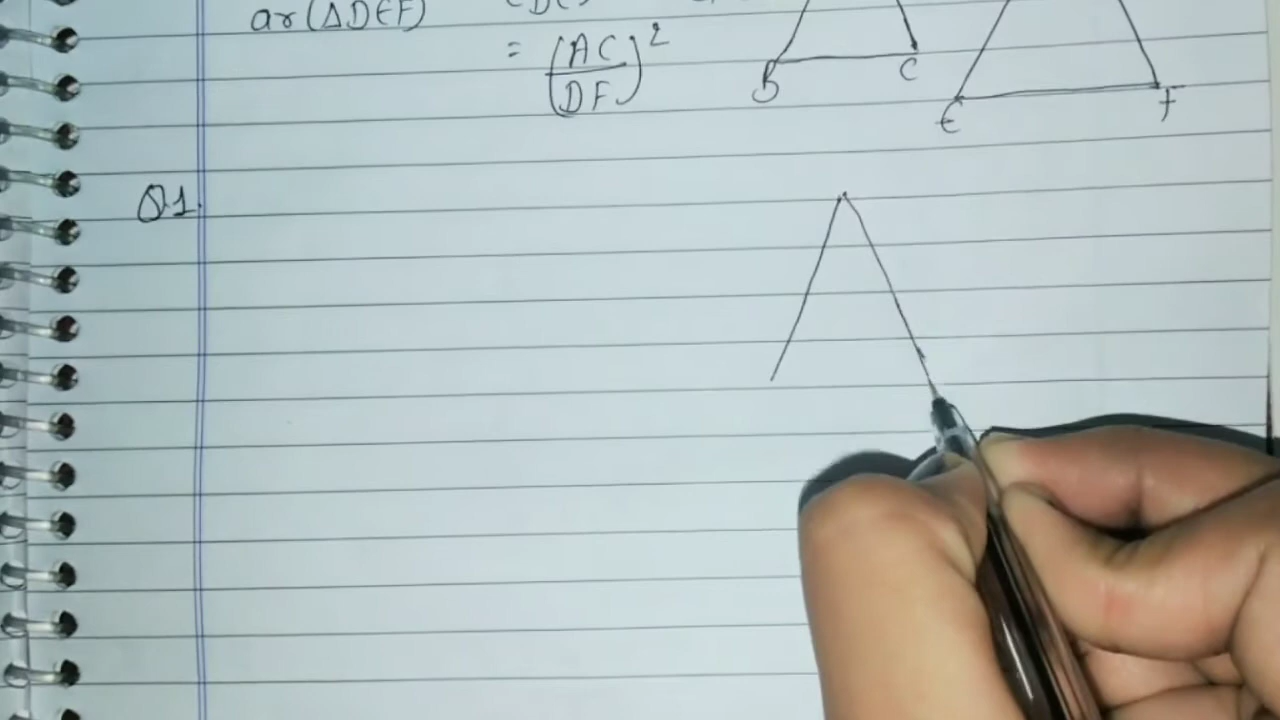 ar(ΔDEF)
= (AC/DF)²
B
C
E
F
Q1.